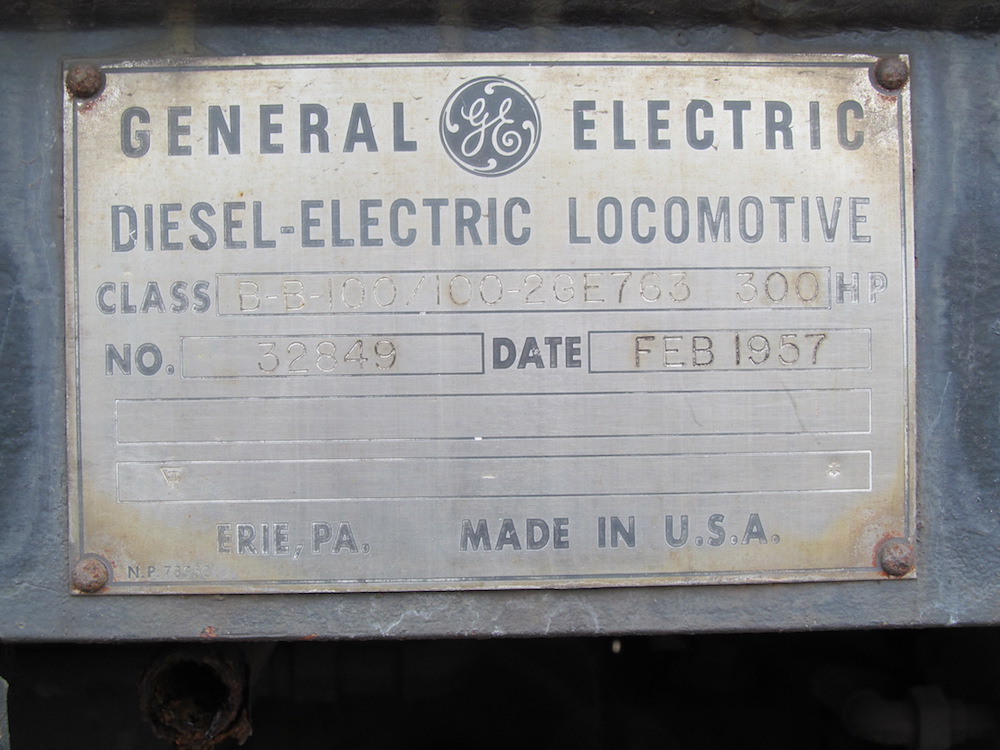 GENERAL GE ELECTRIC
DIESEL-ELECTRIC LOCOMOTIVE
CLASS B-B-100/100-2GE763 300 HP
NO. 32849 DATE FEB 1957
ERIE, PA. MADE IN U.S.A.
N.P.